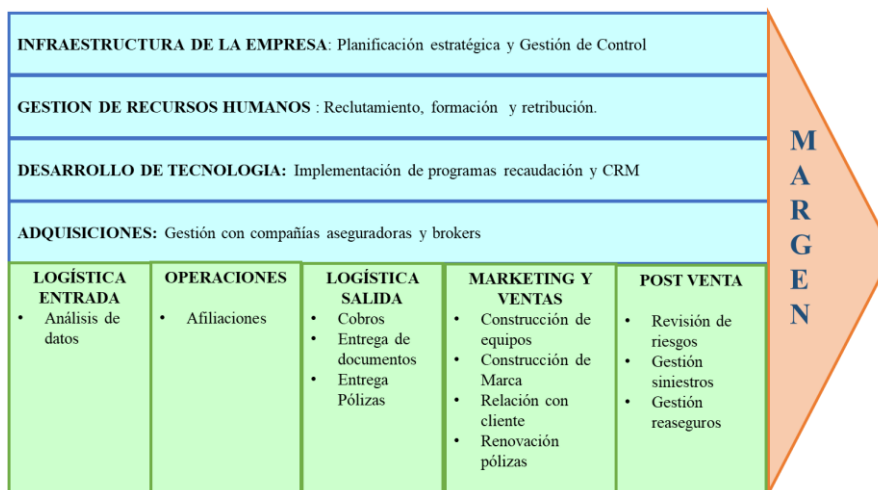 INFRAESTRUCTURA DE LA EMPRESA: Planificación estratégica y Gestión de Control
GESTION DE RECURSOS HUMANOS : Reclutamiento, formación y retribución.
DESARROLLO DE TECNOLOGIA: Implementación de programas recaudación y CRM
ADQUISICIONES: Gestión con compañías aseguradoras y brokers
LOGÍSTICA
ENTRADA
• Análisis de
datos
OPERACIONES
• Afiliaciones
LOGÍSTICA
SALIDA
• Cobros
• Entrega de
documentos
• Entrega
Pólizas
MARKETING Y
VENTAS
• Construcción de
equipos
• Construcción de
Marca
• Relación con
cliente
• Renovación
pólizas
POST VENTA
• Revisión de
riesgos
• Gestión
siniestros
• Gestión
reaseguros
MARGEN